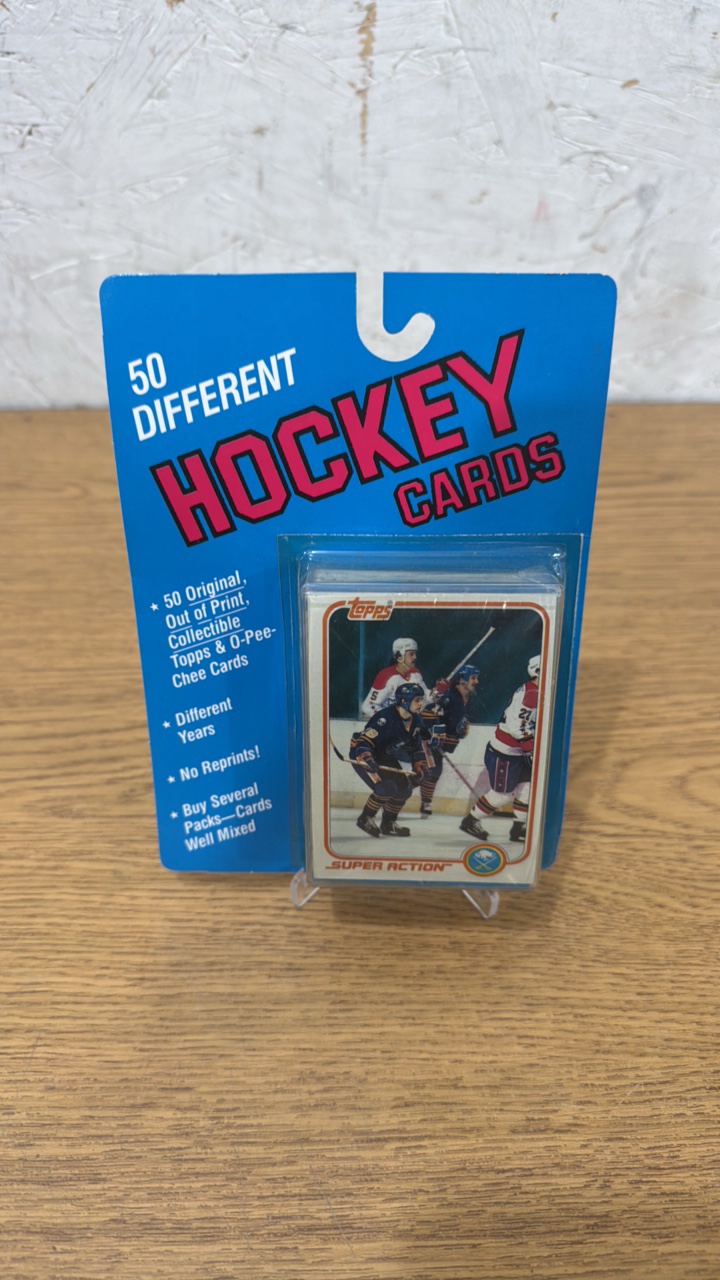 50
DIFFERENT
HOCKEY
CARDS
* 50 Original,
Out of Print,
Collectible
Topps & O-Pee-
Chee Cards
* Different
Years
* No Reprints!
* Buy Several
Packs—Cards
Well Mixed
Topps
5
SUPER ACTION